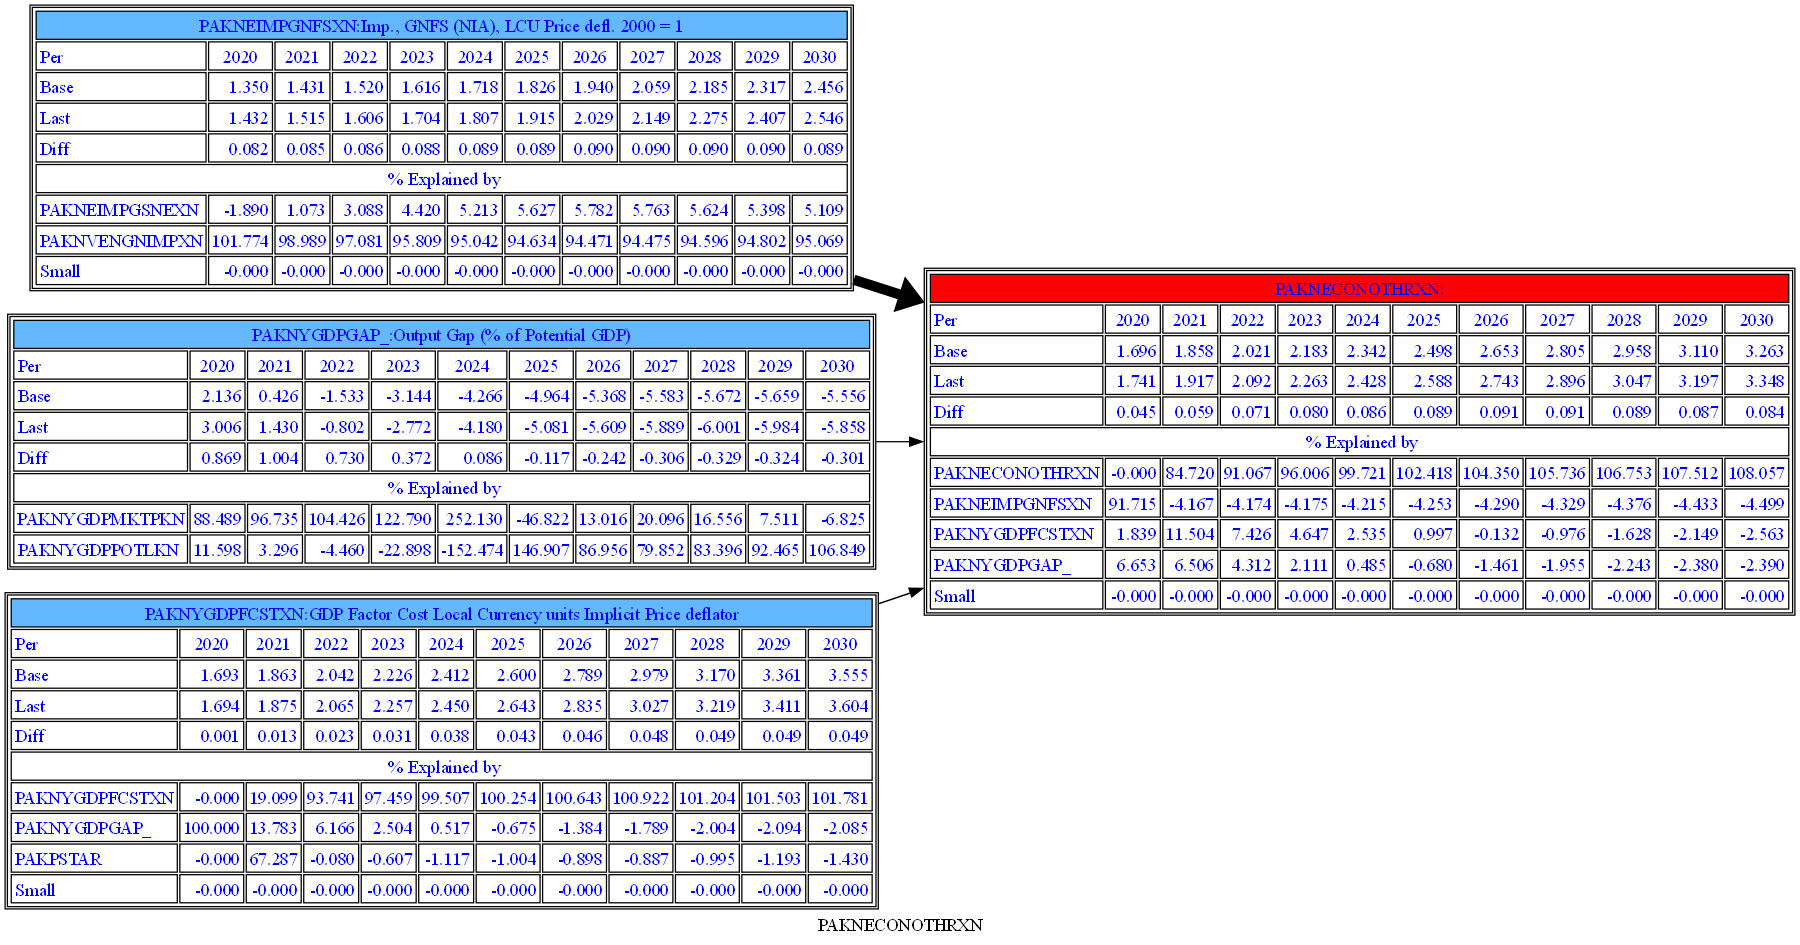 PAKNEIMPGNFSXN:Imp., GNFS (NIA), LCU Price defl. 2000 = 1
Per 2020 2021 2022 2023 2024 2025 2026 2027 2028 2029 2030
Base 1.350 1.431 1.520 1.616 1.718 1.826 1.940 2.059 2.185 2.317 2.456
Last 1.432 1.515 1.606 1.704 1.807 1.915 2.029 2.149 2.275 2.407 2.546
Diff 0.082 0.085 0.086 0.088 0.089 0.089 0.090 0.090 0.090 0.090 0.089
% Explained by
PAKNEIMPGSNEXN -1.890 1.073 3.088 4.420 5.213 5.627 5.782 5.763 5.624 5.398 5.109
PAKNVENGNIMPXN 101.774 98.989 97.081 95.809 95.042 94.634 94.471 94.475 94.596 94.802 95.069
Small -0.000 -0.000 -0.000 -0.000 -0.000 -0.000 -0.000 -0.000 -0.000 -0.000 -0.000
PAKNYGDPGAP_:Output Gap (% of Potential GDP)
Per 2020 2021 2022 2023 2024 2025 2026 2027 2028 2029 2030
Base 2.136 0.426 -1.533 -3.144 -4.266 -4.964 -5.368 -5.583 -5.672 -5.659 -5.556
Last 3.006 1.430 -0.802 -2.772 -4.180 -5.081 -5.609 -5.889 -6.001 -5.984 -5.858
Diff 0.869 1.004 0.730 0.372 0.086 -0.117 -0.242 -0.306 -0.329 -0.324 -0.301
% Explained by
PAKNYGDPMKTPKN 88.489 96.735 104.426 122.790 252.130 -46.822 13.016 20.096 16.556 7.511 -6.825
PAKNYGDPPOTLKN 11.598 3.296 -4.460 -22.898 -152.474 146.907 86.956 79.852 83.396 92.465 106.849
PAKNYGDPFCSTXN:GDP Factor Cost Local Currency units Implicit Price deflator
Per 2020 2021 2022 2023 2024 2025 2026 2027 2028 2029 2030
Base 1.693 1.863 2.042 2.226 2.412 2.600 2.789 2.979 3.170 3.361 3.555
Last 1.694 1.875 2.065 2.257 2.450 2.643 2.835 3.027 3.219 3.411 3.604
Diff 0.001 0.013 0.023 0.031 0.038 0.043 0.046 0.048 0.049 0.049 0.049
% Explained by
PAKNYGDPFCSTXN -0.000 19.099 93.741 97.459 99.507 100.254 100.643 100.922 101.204 101.503 101.781
PAKNYGDPGAP_ 100.000 13.783 6.166 2.504 0.517 -0.675 -1.384 -1.789 -2.004 -2.094 -2.085
PAKPSTAR -0.000 67.287 -0.080 -0.607 -1.117 -1.004 -0.898 -0.887 -0.995 -1.193 -1.430
Small -0.000 -0.000 -0.000 -0.000 -0.000 -0.000 -0.000 -0.000 -0.000 -0.000 -0.000
PAKNECONOTHRXN:
Per 2020 2021 2022 2023 2024 2025 2026 2027 2028 2029 2030
Base 1.696 1.858 2.021 2.183 2.342 2.498 2.653 2.805 2.958 3.110 3.263
Last 1.741 1.917 2.092 2.263 2.428 2.588 2.743 2.896 3.047 3.197 3.348
Diff 0.045 0.059 0.071 0.080 0.086 0.089 0.091 0.091 0.089 0.087 0.084
% Explained by
PAKNECONOTHRXN -0.000 84.720 91.067 96.006 99.721 102.418 104.350 105.736 106.753 107.512 108.057
PAKNEIMPGNFSXN 91.715 -4.167 -4.174 -4.175 -4.215 -4.253 -4.290 -4.329 -4.376 -4.433 -4.499
PAKNYGDPFCSTXN 1.839 11.504 7.426 4.647 2.535 0.997 -0.132 -0.976 -1.628 -2.149 -2.563
PAKNYGDPGAP_ 6.653 6.506 4.312 2.111 0.485 -0.680 -1.461 -1.955 -2.243 -2.380 -2.390
Small -0.000 -0.000 -0.000 -0.000 -0.000 -0.000 -0.000 -0.000 -0.000 -0.000 -0.000
PAKNECONOTHRXN